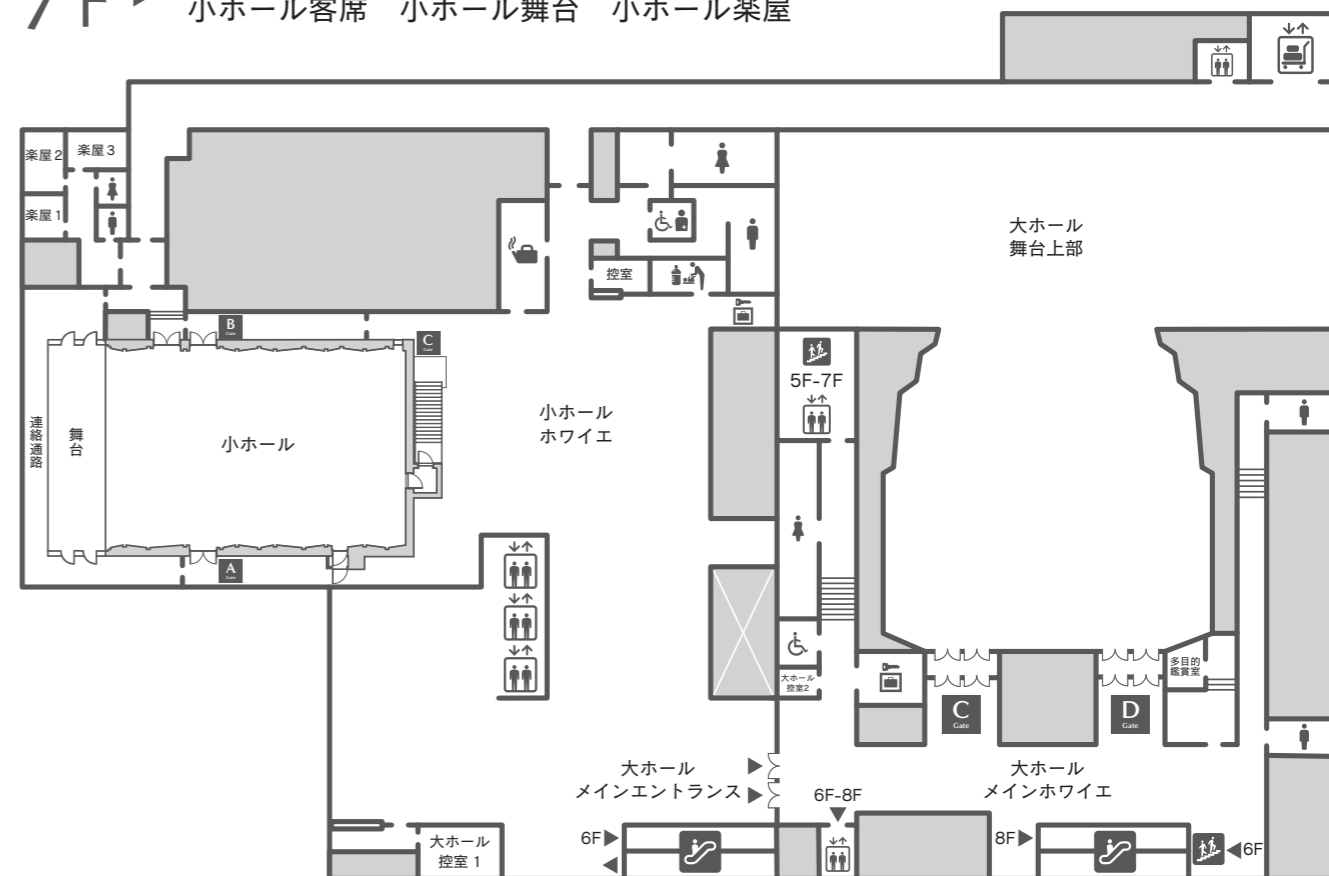 7F
小ホール客席 小ホール舞台 小ホール楽屋
楽屋2
楽屋3
楽屋1
控室
大ホール
舞台上部
B
Gate
C
Gate
5F-7F
小ホール
ホワイエ
連絡通路
舞台
小ホール
A
Gate
多目的
鑑賞室
大ホール
控室2
C
Gate
D
Gate
大ホール
メインエントランス
6F-8F
大ホール
メインホワイエ
大ホール
控室 1
6F
8F
6F